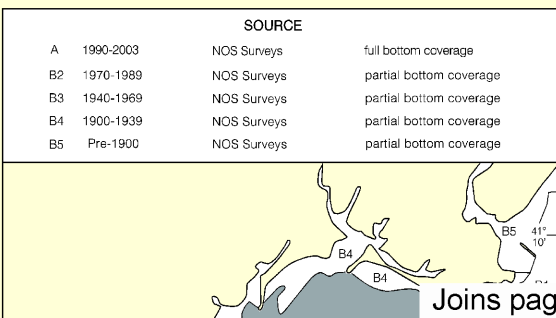 SOURCE
A 1990-2003 NOS Surveys full bottom coverage
B2 1970-1989 NOS Surveys partial bottom coverage
B3 1940-1969 NOS Surveys partial bottom coverage
B4 1900-1939 NOS Surveys partial bottom coverage
B5 Pre-1900 NOS Surveys partial bottom coverage
B5
41°
10'
B4
B4
Joins pag